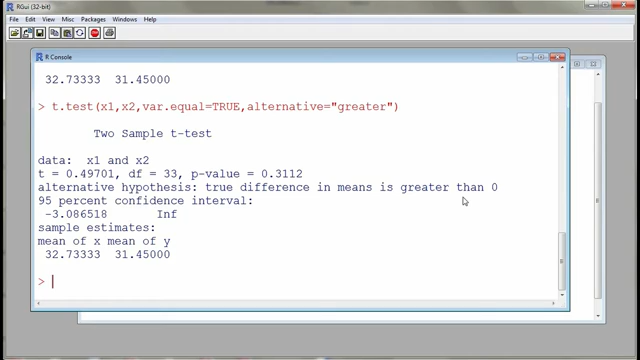 RGui (32-bit)
File Edit View Misc Packages Windows Help
R Console
32.73333 31.45000
> t.test(x1,x2,var.equal=TRUE,alternative="greater")
Two Sample t-test
data: x1 and x2
t = 0.49701, df = 33, p-value = 0.3112
alternative hypothesis: true difference in means is greater than 0
95 percent confidence interval:
-3.086518 Inf
sample estimates:
mean of x mean of y
32.73333 31.45000
>